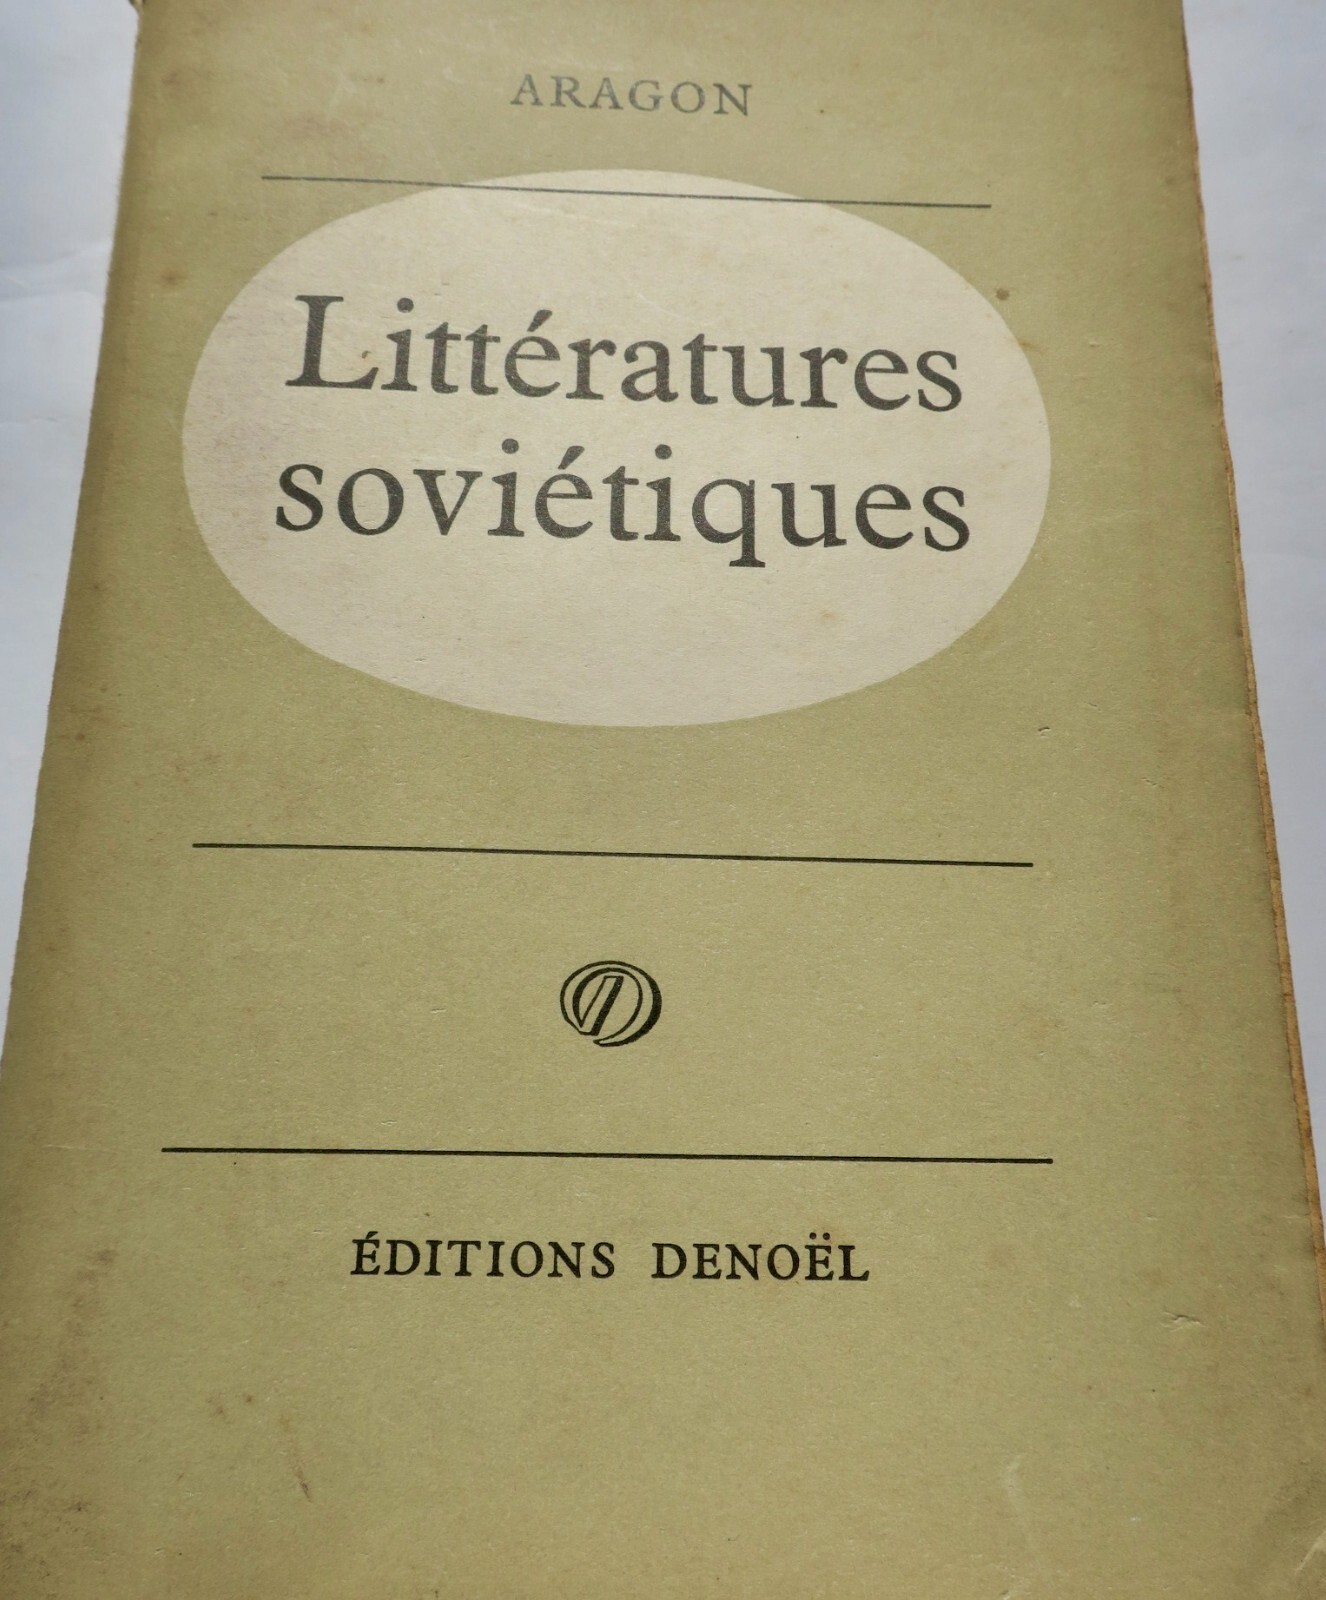 ARAGON
Littératures
soviétiques
ÉDITIONS DENOËL